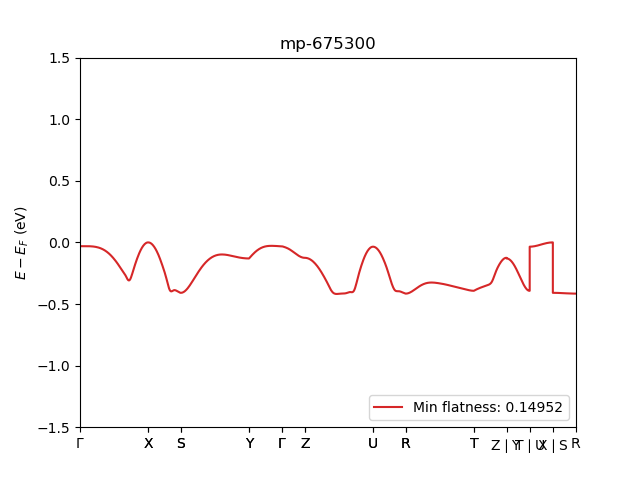 mp-675300
E − E_F (eV)
1.5
1.0
0.5
0.0
−0.5
−1.0
−1.5
Min flatness: 0.14952
Γ X S Y Γ Z U R T Z | Y T | U X | S R